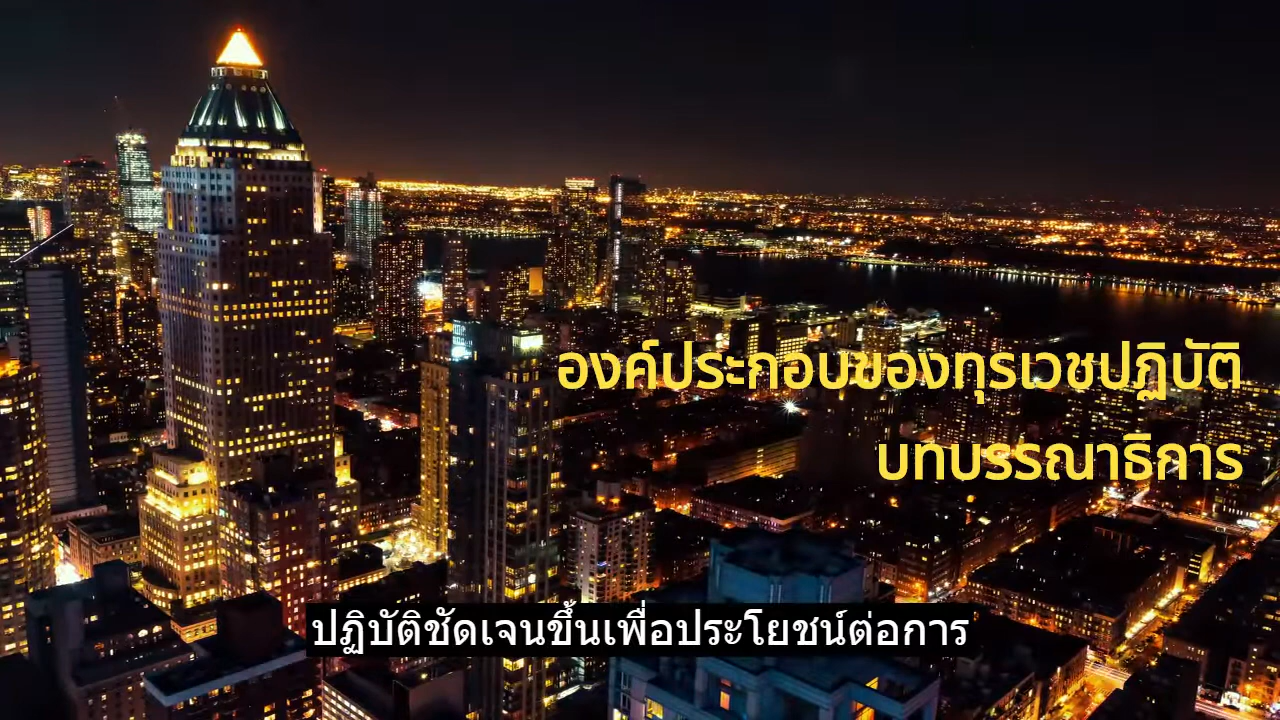 องค์ประกอบของทุรเวชปฏิบัติ
บทบรรณาธิการ
ปฏิบัติชัดเจนขึ้นเพื่อประโยชน์ต่อการ